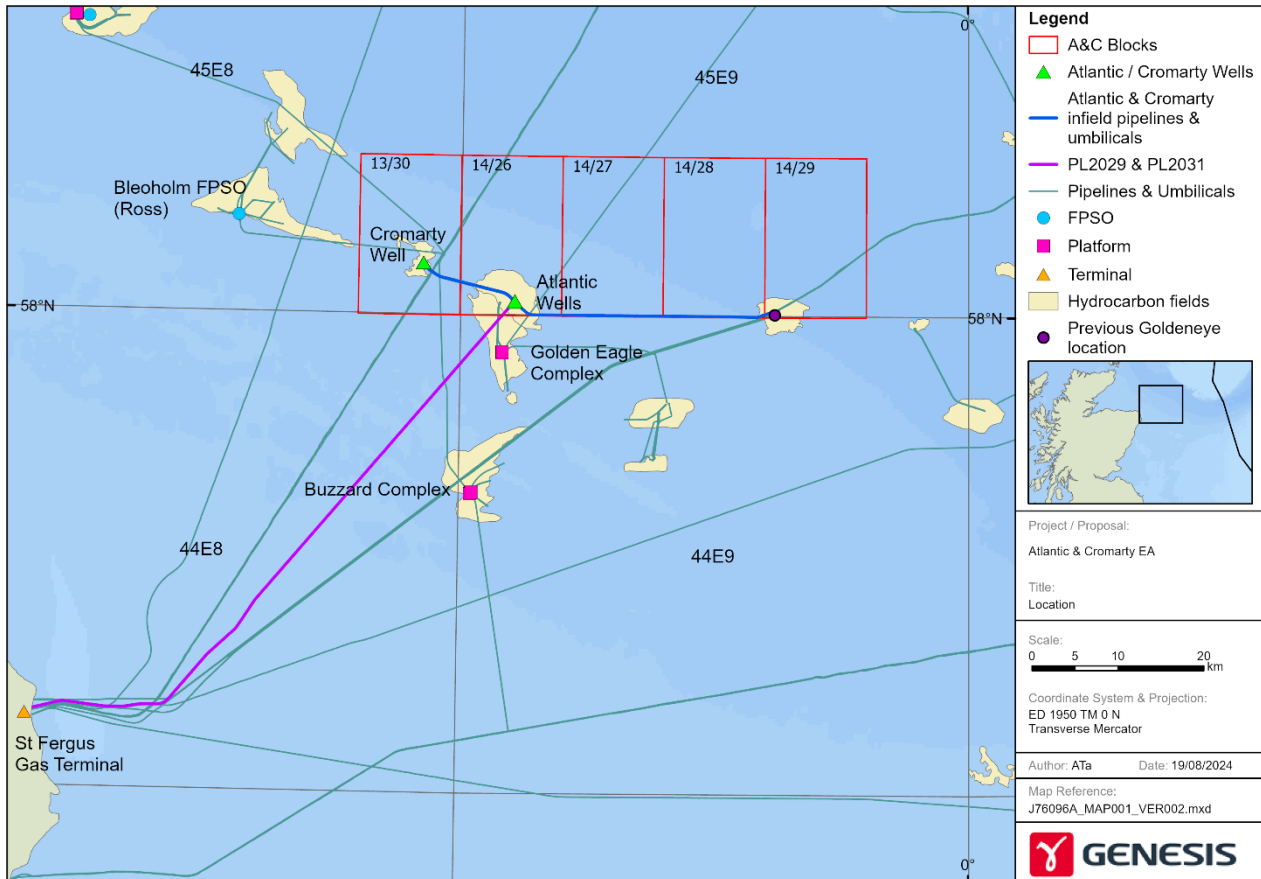 45E8
45E9
0°
13/30
14/26
14/27
14/28
14/29
Bleoholm FPSO
(Ross)
Cromarty
Well
Atlantic
Wells
58°N
58°N
Golden Eagle
Complex
Buzzard Complex
44E8
44E9
St Fergus
Gas Terminal
0°
Legend
A&C Blocks
Atlantic / Cromarty Wells
Atlantic & Cromarty
infield pipelines &
umbilicals
PL2029 & PL2031
Pipelines & Umbilicals
FPSO
Platform
Terminal
Hydrocarbon fields
Previous Goldeneye
location
Project / Proposal:
Atlantic & Cromarty EA
Title:
Location
Scale:
0 5 10 20
km
Coordinate System & Projection:
ED 1950 TM 0 N
Transverse Mercator
Author: ATa Date: 19/08/2024
Map Reference:
J76096A_MAP001_VER002.mxd
GENESIS